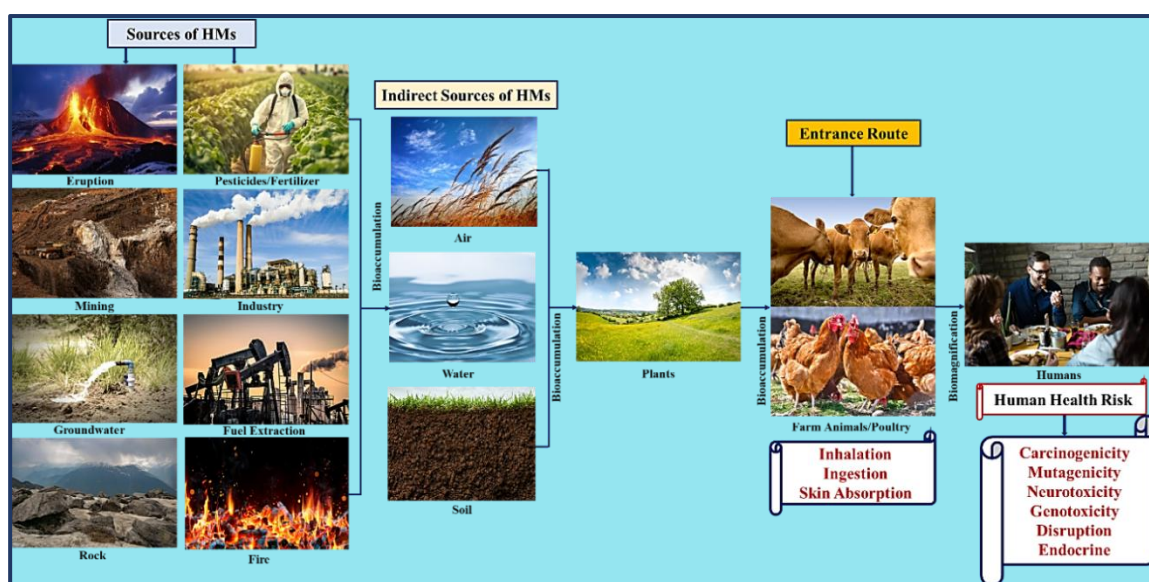 Sources of HMs
Eruption
Pesticides/Fertilizer
Mining
Industry
Groundwater
Fuel Extraction
Rock
Fire
Bioaccumulation
Indirect Sources of HMs
Air
Water
Soil
Bioaccumulation
Plants
Bioaccumulation
Entrance Route
Farm Animals/Poultry
Inhalation
Ingestion
Skin Absorption
Biomagnification
Humans
Human Health Risk
Carcinogenicity
Mutagenicity
Neurotoxicity
Genotoxicity
Disruption
Endocrine